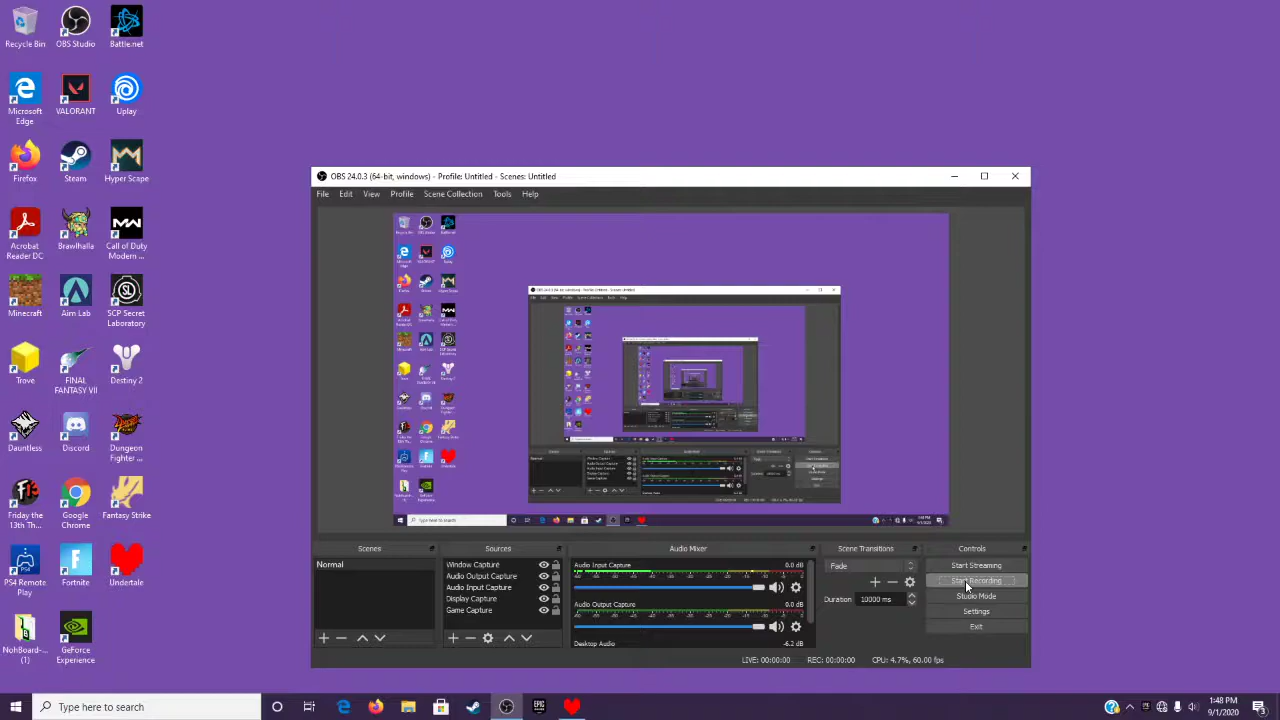 Recycle Bin
OBS Studio
Battle.net
Microsoft
Edge
VALORANT
Uplay
Firefox
Steam
Hyper Scape
Acrobat
Reader DC
Brawlhalla
Call of Duty
Modern ...
Minecraft
Aim Lab
SCP Secret
Laboratory
Trove
FINAL
FANTASY VII
Destiny 2
Dauntless
Discord
Dungeon
Fighter ...
Friday the
13th Th...
Google
Chrome
Fantasy Strike
PS4 Remote
Play
Fortnite
Undertale
NohBoard-...
(1)
GeForce
Experience
OBS 24.0.3 (64-bit, windows) - Profile: Untitled - Scenes: Untitled
File Edit View Profile Scene Collection Tools Help
Scenes
Normal
Sources
Window Capture
Audio Output Capture
Audio Input Capture
Display Capture
Game Capture
Audio Mixer
Audio Input Capture 0.0 dB
Audio Output Capture 0.0 dB
Desktop Audio -6.2 dB
Scene Transitions
Fade
Duration 10000 ms
Controls
Start Streaming
Start Recording
Studio Mode
Settings
Exit
LIVE: 00:00:00 REC: 00:00:00 CPU: 4.7%, 60.00 fps
Type here to search
1:48 PM
9/1/2020